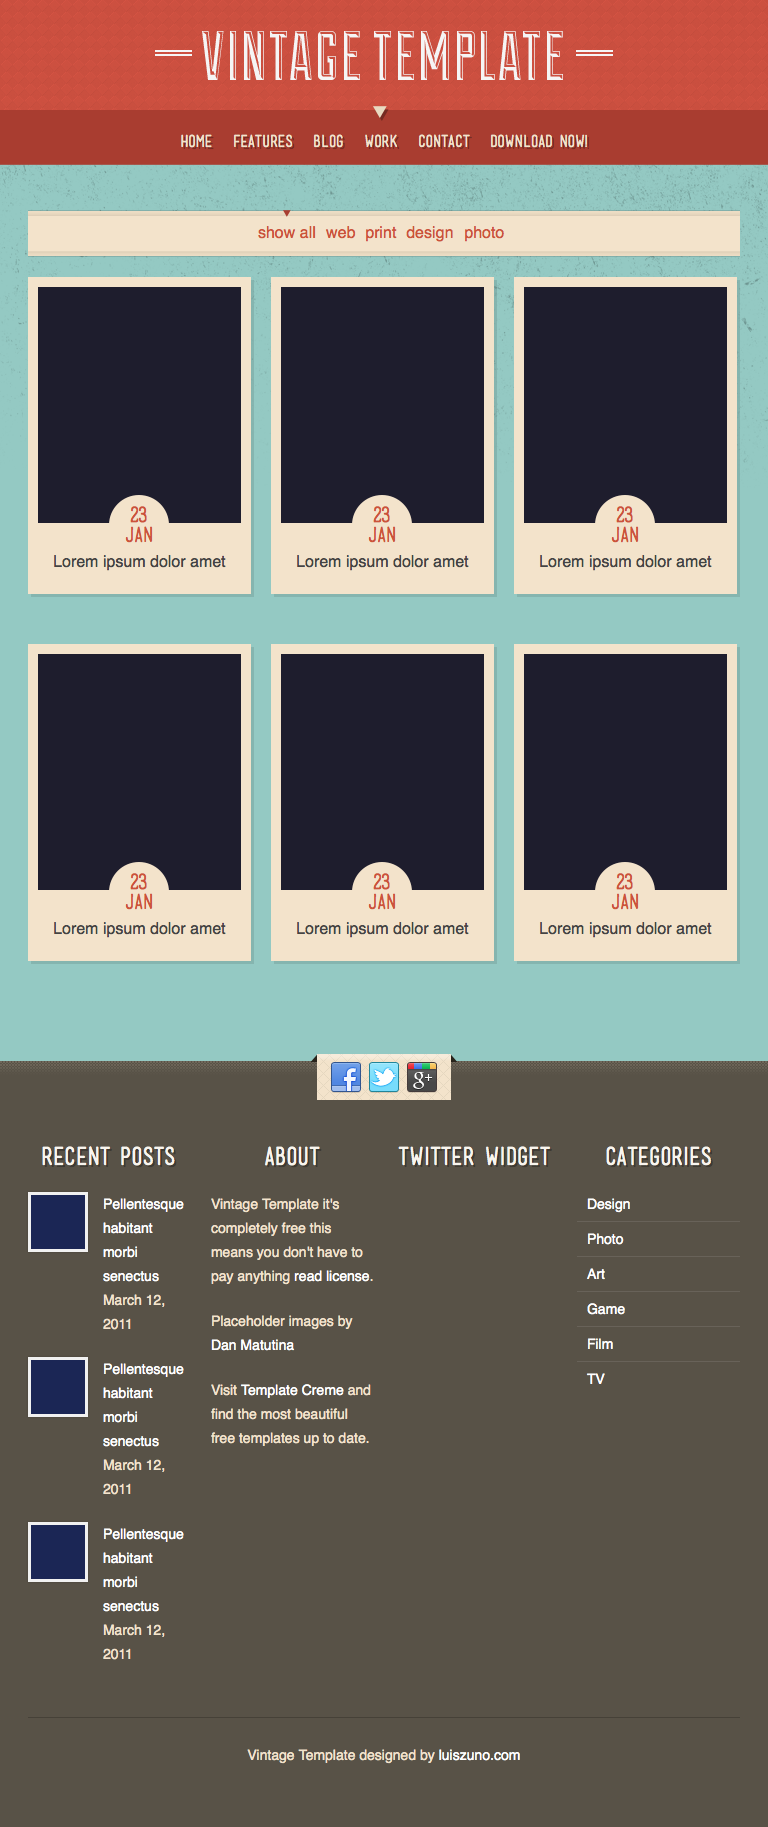 VINTAGE TEMPLATE
HOME FEATURES BLOG WORK CONTACT DOWNLOAD NOW!
show all web print design photo
23
JAN
Lorem ipsum dolor amet
23
JAN
Lorem ipsum dolor amet
23
JAN
Lorem ipsum dolor amet
23
JAN
Lorem ipsum dolor amet
23
JAN
Lorem ipsum dolor amet
23
JAN
Lorem ipsum dolor amet
f
g+
RECENT POSTS
Pellentesque
habitant
morbi
senectus
March 12,
2011
Pellentesque
habitant
morbi
senectus
March 12,
2011
Pellentesque
habitant
morbi
senectus
March 12,
2011
ABOUT
Vintage Template it's
completely free this
means you don't have to
pay anything read license.
Placeholder images by
Dan Matutina
Visit Template Creme and
find the most beautiful
free templates up to date.
TWITTER WIDGET
CATEGORIES
Design
Photo
Art
Game
Film
TV
Vintage Template designed by luiszuno.com